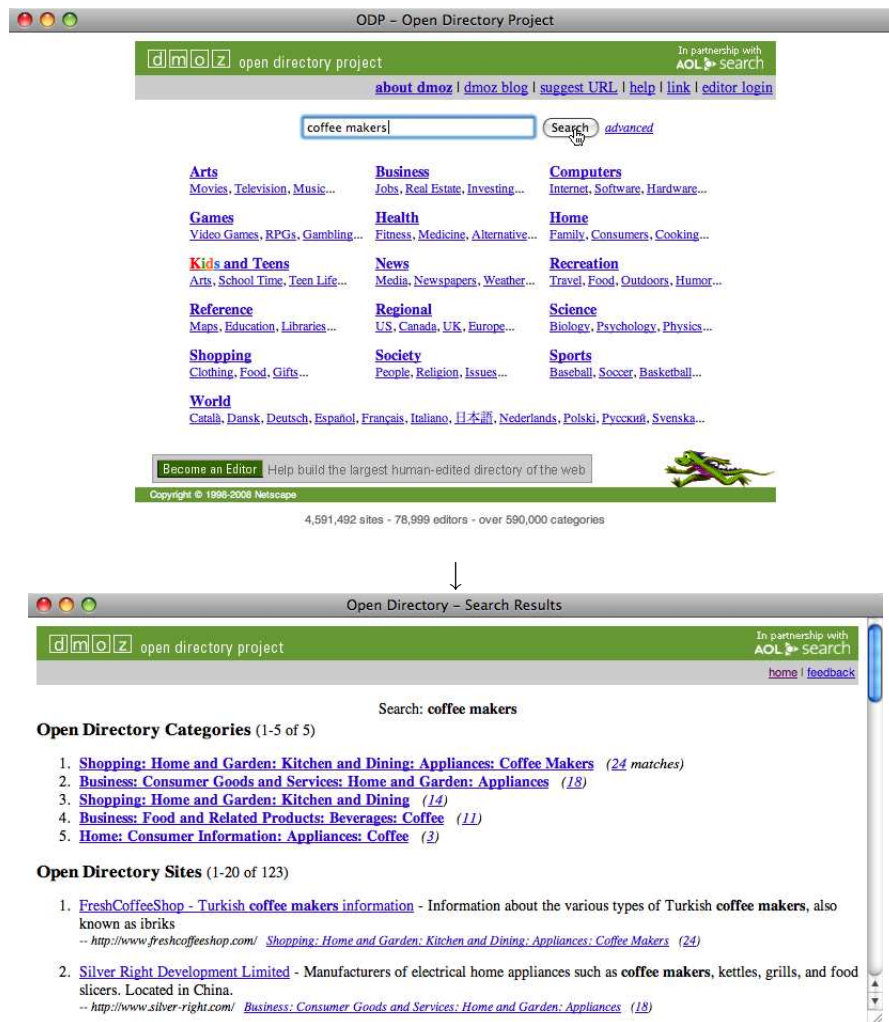 ODP – Open Directory Project
dmoz open directory project
In partnership with
AOL search
about dmoz | dmoz blog | suggest URL | help | link | editor login
coffee makers Search advanced
Arts Business Computers
Movies, Television, Music... Jobs, Real Estate, Investing... Internet, Software, Hardware...
Games Health Home
Video Games, RPGs, Gambling... Fitness, Medicine, Alternative... Family, Consumers, Cooking...
Kids and Teens News Recreation
Arts, School Time, Teen Life... Media, Newspapers, Weather... Travel, Food, Outdoors, Humor...
Reference Regional Science
Maps, Education, Libraries... US, Canada, UK, Europe... Biology, Psychology, Physics...
Shopping Society Sports
Clothing, Food, Gifts... People, Religion, Issues... Baseball, Soccer, Basketball...
World
Català, Dansk, Deutsch, Español, Français, Italiano, 日本語, Nederlands, Polski, Русский, Svenska...
Become an Editor Help build the largest human-edited directory of the web
Copyright © 1998-2008 Netscape
4,591,492 sites - 78,999 editors - over 590,000 categories
↓
Open Directory – Search Results
dmoz open directory project
In partnership with
AOL search
home | feedback
Search: coffee makers
Open Directory Categories (1-5 of 5)
1. Shopping: Home and Garden: Kitchen and Dining: Appliances: Coffee Makers (24 matches)
2. Business: Consumer Goods and Services: Home and Garden: Appliances (18)
3. Shopping: Home and Garden: Kitchen and Dining (14)
4. Business: Food and Related Products: Beverages: Coffee (11)
5. Home: Consumer Information: Appliances: Coffee (3)
Open Directory Sites (1-20 of 123)
1. FreshCoffeeShop - Turkish coffee makers information - Information about the various types of Turkish coffee makers, also
known as ibriks
-- http://www.freshcoffeeshop.com/ Shopping: Home and Garden: Kitchen and Dining: Appliances: Coffee Makers (24)
2. Silver Right Development Limited - Manufacturers of electrical home appliances such as coffee makers, kettles, grills, and food
slicers. Located in China.
-- http://www.silver-right.com/ Business: Consumer Goods and Services: Home and Garden: Appliances (18)